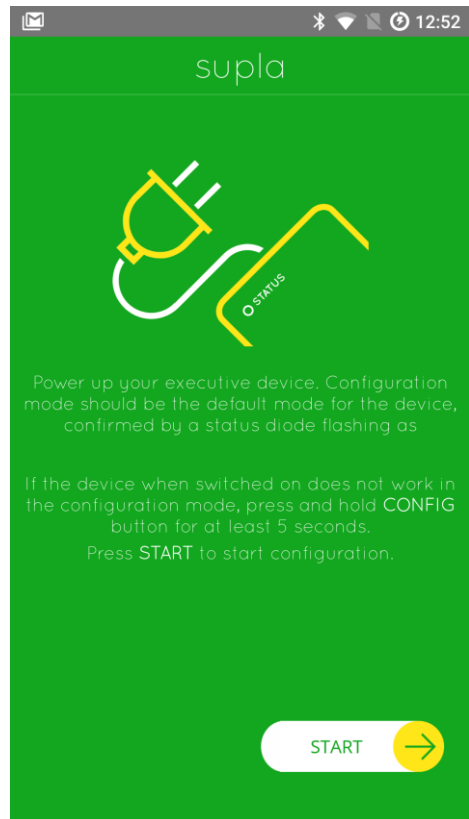 12:52
supla
STATUS
Power up your executive device. Configuration
mode should be the default mode for the device,
confirmed by a status diode flashing as
If the device when switched on does not work in
the configuration mode, press and hold CONFIG
button for at least 5 seconds.
Press START to start configuration.
START